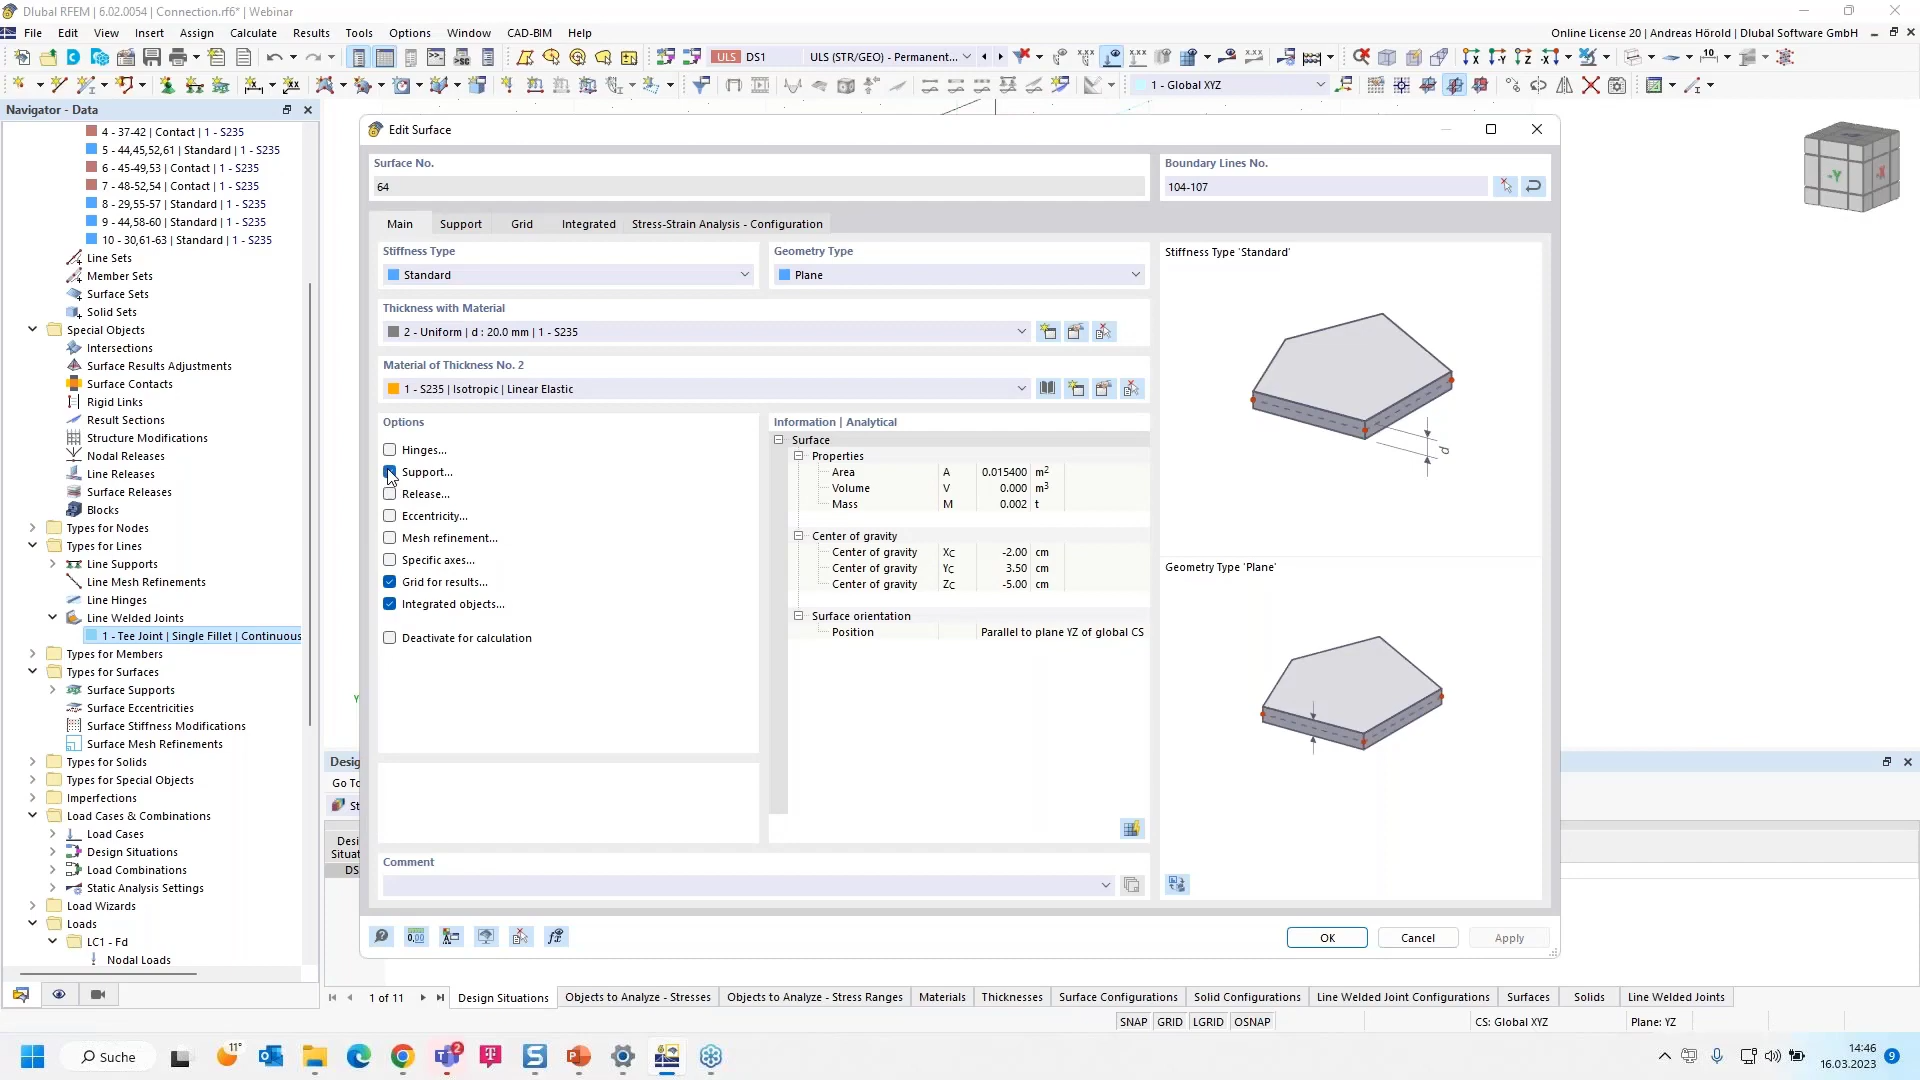 Dlubal RFEM | 6.02.0054 | Connection.rf6* | Webinar
File Edit View Insert Assign Calculate Results Tools Options Window CAD-BIM Help
Online License 20 | Andreas Hörold | Dlubal Software GmbH
ULS DS1 ULS (STR/GEO) - Permanent...
1 - Global XYZ
Navigator - Data
4 - 37-42 | Contact | 1 - S235
5 - 44,45,52,61 | Standard | 1 - S235
6 - 45-49,53 | Contact | 1 - S235
7 - 48-52,54 | Contact | 1 - S235
8 - 29,55-57 | Standard | 1 - S235
9 - 44,58-60 | Standard | 1 - S235
10 - 30,61-63 | Standard | 1 - S235
Line Sets
Member Sets
Surface Sets
Solid Sets
Special Objects
Intersections
Surface Results Adjustments
Surface Contacts
Rigid Links
Result Sections
Structure Modifications
Nodal Releases
Line Releases
Surface Releases
Blocks
Types for Nodes
Types for Lines
Line Supports
Line Mesh Refinements
Line Hinges
Line Welded Joints
1 - Tee Joint | Single Fillet | Continuous
Types for Members
Types for Surfaces
Surface Supports
Surface Eccentricities
Surface Stiffness Modifications
Surface Mesh Refinements
Types for Solids
Types for Special Objects
Imperfections
Load Cases & Combinations
Load Cases
Design Situations
Load Combinations
Static Analysis Settings
Load Wizards
Loads
LC1 - Fd
Nodal Loads
Edit Surface
Surface No.
64
Boundary Lines No.
104-107
Main Support Grid Integrated Stress-Strain Analysis - Configuration
Stiffness Type
Standard
Geometry Type
Plane
Thickness with Material
2 - Uniform | d : 20.0 mm | 1 - S235
Material of Thickness No. 2
1 - S235 | Isotropic | Linear Elastic
Options
Hinges...
Support...
Release...
Eccentricity...
Mesh refinement...
Specific axes...
Grid for results...
Integrated objects...
Deactivate for calculation
Information | Analytical
Surface
Properties
Area A 0.015400 m2
Volume V 0.000 m3
Mass M 0.002 t
Center of gravity
Center of gravity XC -2.00 cm
Center of gravity YC 3.50 cm
Center of gravity ZC -5.00 cm
Surface orientation
Position Parallel to plane YZ of global CS
Stiffness Type 'Standard'
d
Geometry Type 'Plane'
Comment
OK Cancel Apply
-Y -X
Y
Desig
Go To
St
Desi
Situat
DS
1 of 11 Design Situations Objects to Analyze - Stresses Objects to Analyze - Stress Ranges Materials Thicknesses Surface Configurations Solid Configurations Line Welded Joint Configurations Surfaces Solids Line Welded Joints
SNAP GRID LGRID OSNAP CS: Global XYZ Plane: YZ
Suche 11° 2
14:46
16.03.2023 9